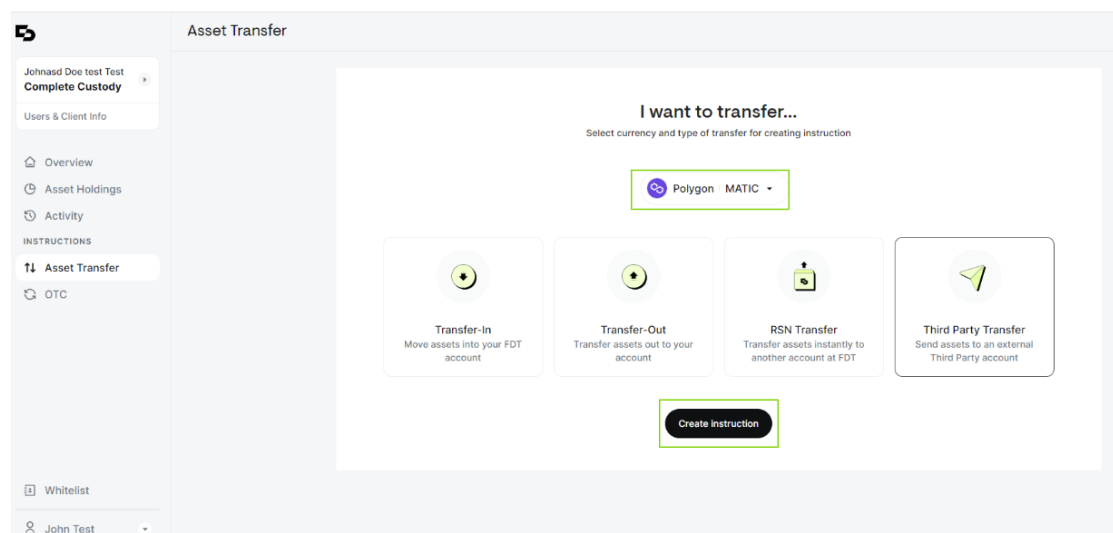 Asset Transfer
Johnasd Doe test Test
Complete Custody
Users & Client Info
Overview
Asset Holdings
Activity
INSTRUCTIONS
Asset Transfer
OTC
Whitelist
John Test
I want to transfer...
Select currency and type of transfer for creating instruction
Polygon MATIC
Transfer-In
Move assets into your FDT
account
Transfer-Out
Transfer assets out to your
account
RSN Transfer
Transfer assets instantly to
another account at FDT
Third Party Transfer
Send assets to an external
Third Party account
Create instruction